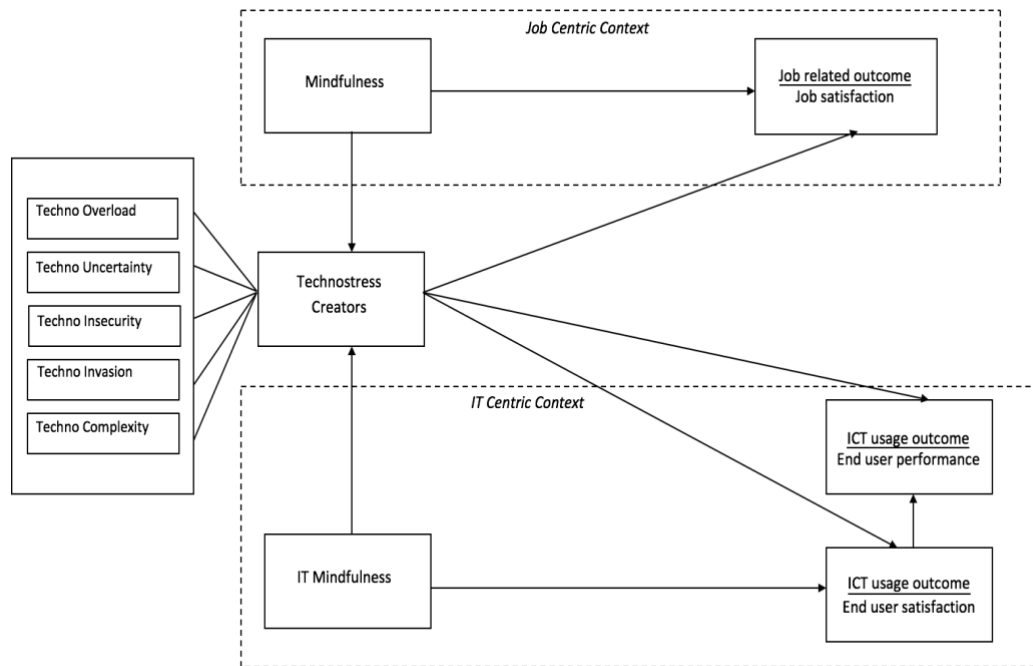 Job Centric Context
Mindfulness
Job related outcome
Job satisfaction
Techno Overload
Techno Uncertainty
Techno Insecurity
Techno Invasion
Techno Complexity
Technostress
Creators
IT Centric Context
ICT usage outcome
End user performance
IT Mindfulness
ICT usage outcome
End user satisfaction